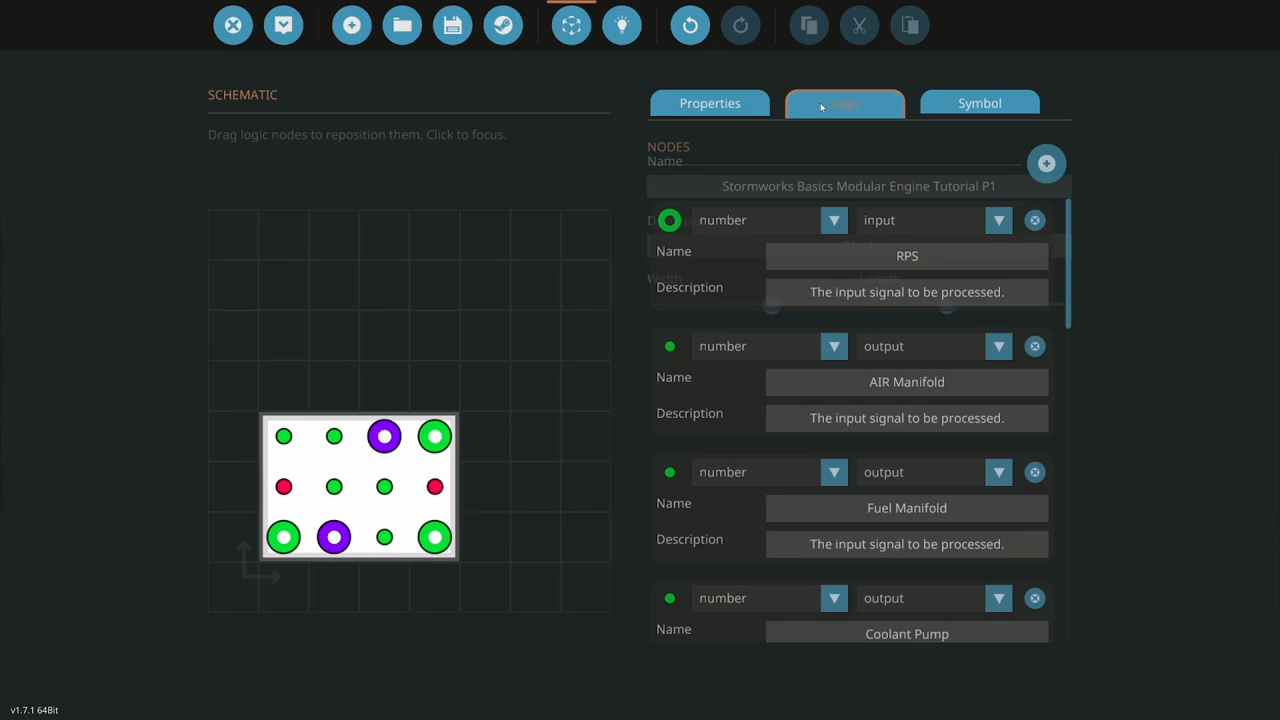 SCHEMATIC
Drag logic nodes to reposition them. Click to focus.
Properties
Logic
Symbol
NODES
Name
Stormworks Basics Modular Engine Tutorial P1
number
input
Name
RPS
Width
Length
Description
The input signal to be processed.
number
output
Name
AIR Manifold
Description
The input signal to be processed.
number
output
Name
Fuel Manifold
Description
The input signal to be processed.
number
output
Name
Coolant Pump
v1.7.1 64Bit